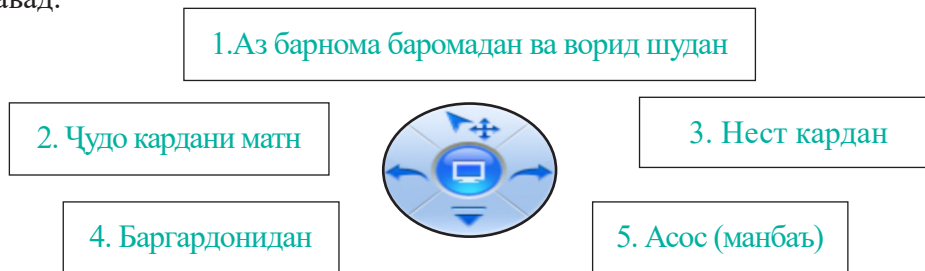 1.Аз барнома баромадан ва ворид шудан
2. Ҷудо кардани матн
3. Нест кардан
4. Баргардонидан
5. Асос (манбаъ)